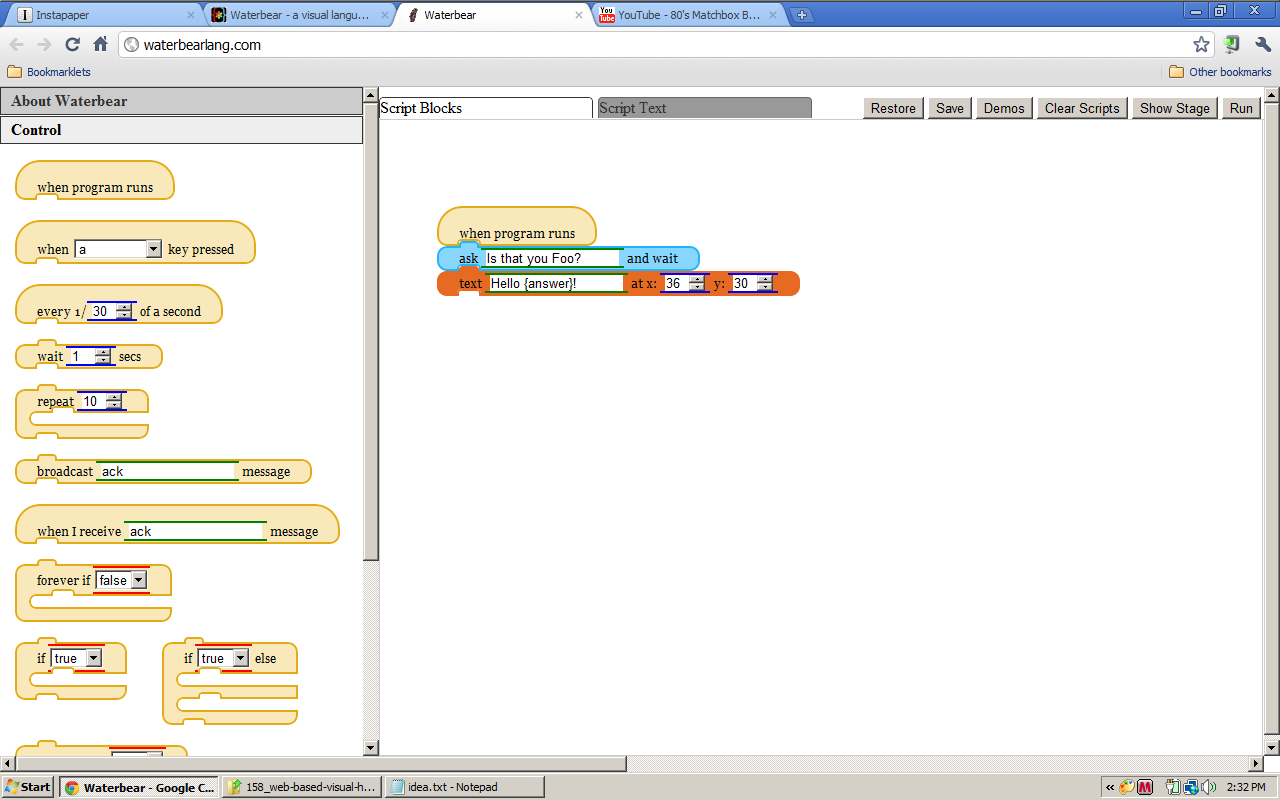 Instapaper
Waterbear - a visual langu...
Waterbear
YouTube - 80's Matchbox B...
waterbearlang.com
Bookmarklets
Other bookmarks
About Waterbear
Control
when program runs
when a key pressed
every 1/ 30 of a second
wait 1 secs
repeat 10
broadcast ack message
when I receive ack message
forever if false
if true
if true else
Script Blocks
Script Text
Restore
Save
Demos
Clear Scripts
Show Stage
Run
when program runs
ask Is that you Foo? and wait
text Hello {answer}! at x: 36 y: 30
Start
Waterbear - Google C...
158_web-based-visual-h...
idea.txt - Notepad
2:32 PM